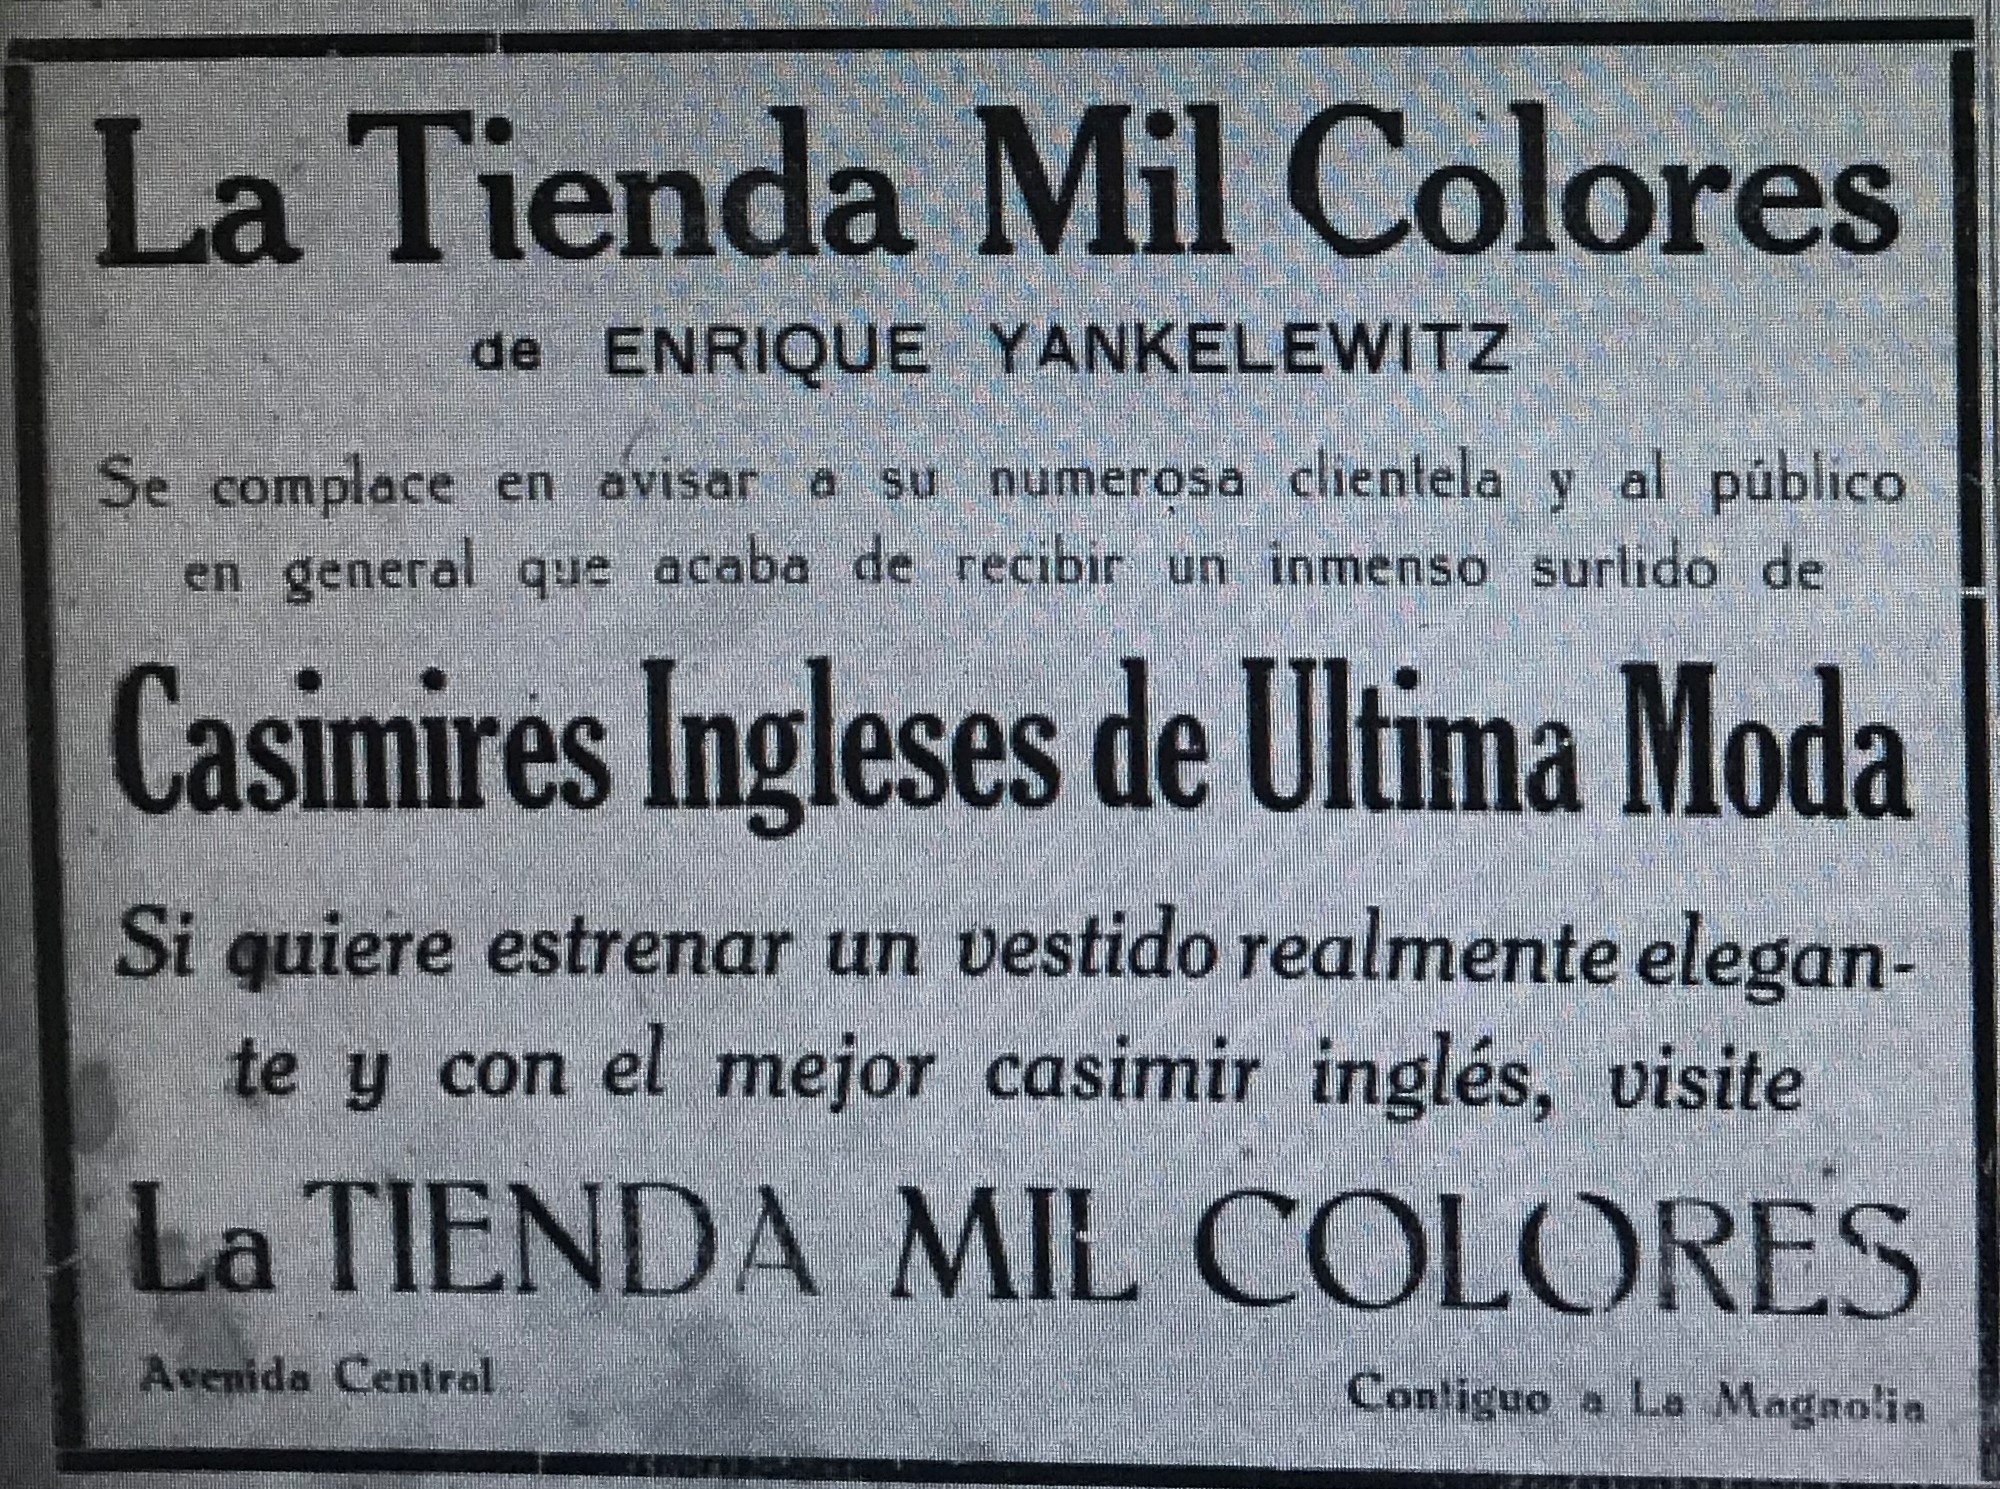 La Tienda Mil Colores
de ENRIQUE YANKELEWITZ
Se complace en avisar a su numerosa clientela y al público
en general que acaba de recibir un inmenso surtido de
Casimires Ingleses de Ultima Moda
Si quiere estrenar un vestido realmente elegan-
te y con el mejor casimir inglés, visite
La TIENDA MIL COLORES
Avenida Central
Contiguo a La Magnolia